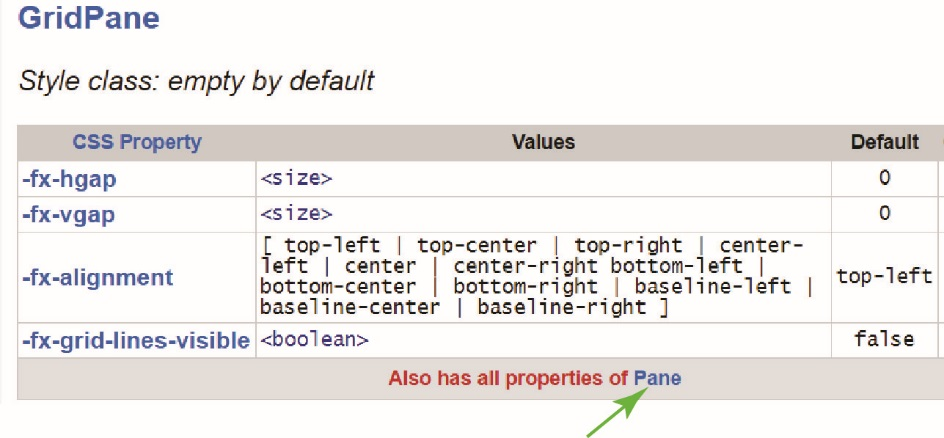 GridPane
Style class: empty by default
CSS Property Values Default
-fx-hgap <size> 0
-fx-vgap <size> 0
-fx-alignment [ top-left | top-center | top-right | center-
left | center | center-right bottom-left |
bottom-center | bottom-right | baseline-left |
baseline-center | baseline-right ] top-left
-fx-grid-lines-visible <boolean> false
Also has all properties of Pane